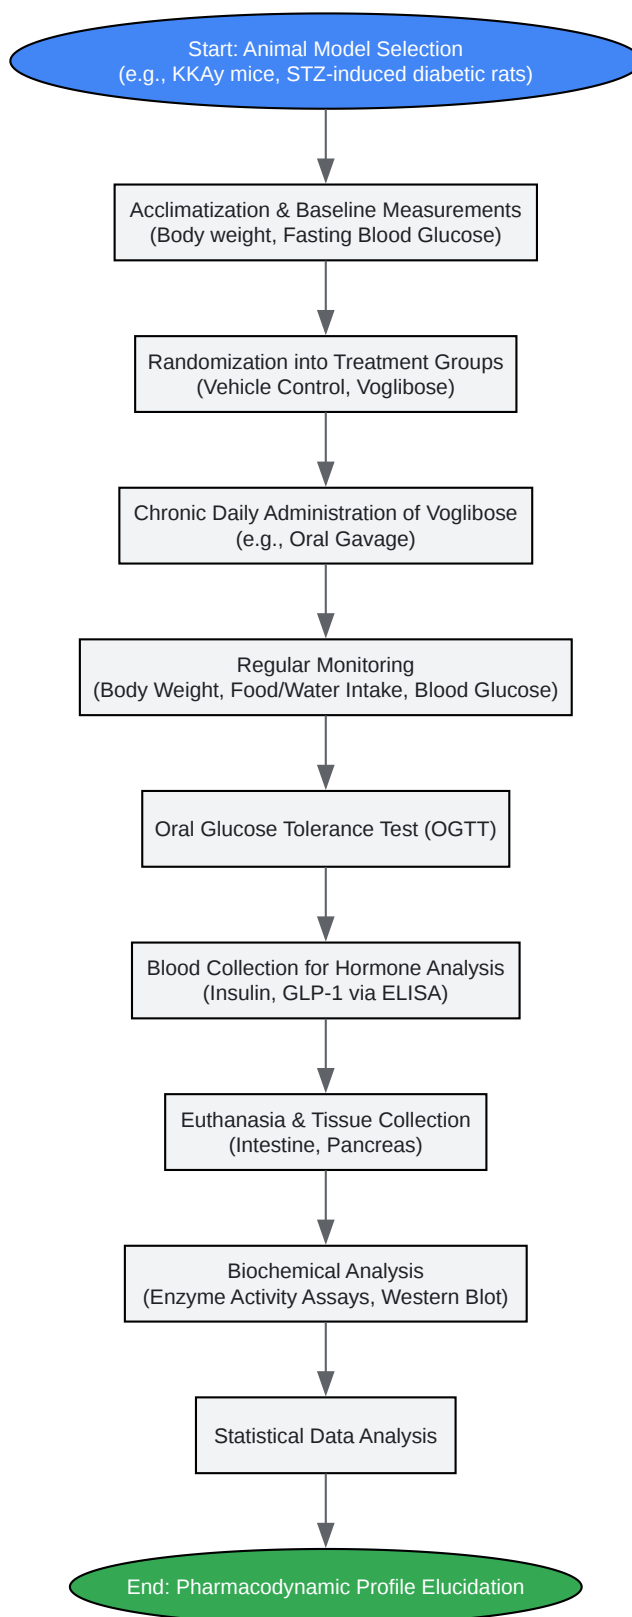 Start: Animal Model Selection
(e.g., KKAy mice, STZ-induced diabetic rats)
Acclimatization & Baseline Measurements
(Body weight, Fasting Blood Glucose)
Randomization into Treatment Groups
(Vehicle Control, Voglibose)
Chronic Daily Administration of Voglibose
(e.g., Oral Gavage)
Regular Monitoring
(Body Weight, Food/Water Intake, Blood Glucose)
Oral Glucose Tolerance Test (OGTT)
Blood Collection for Hormone Analysis
(Insulin, GLP-1 via ELISA)
Euthanasia & Tissue Collection
(Intestine, Pancreas)
Biochemical Analysis
(Enzyme Activity Assays, Western Blot)
Statistical Data Analysis
End: Pharmacodynamic Profile Elucidation